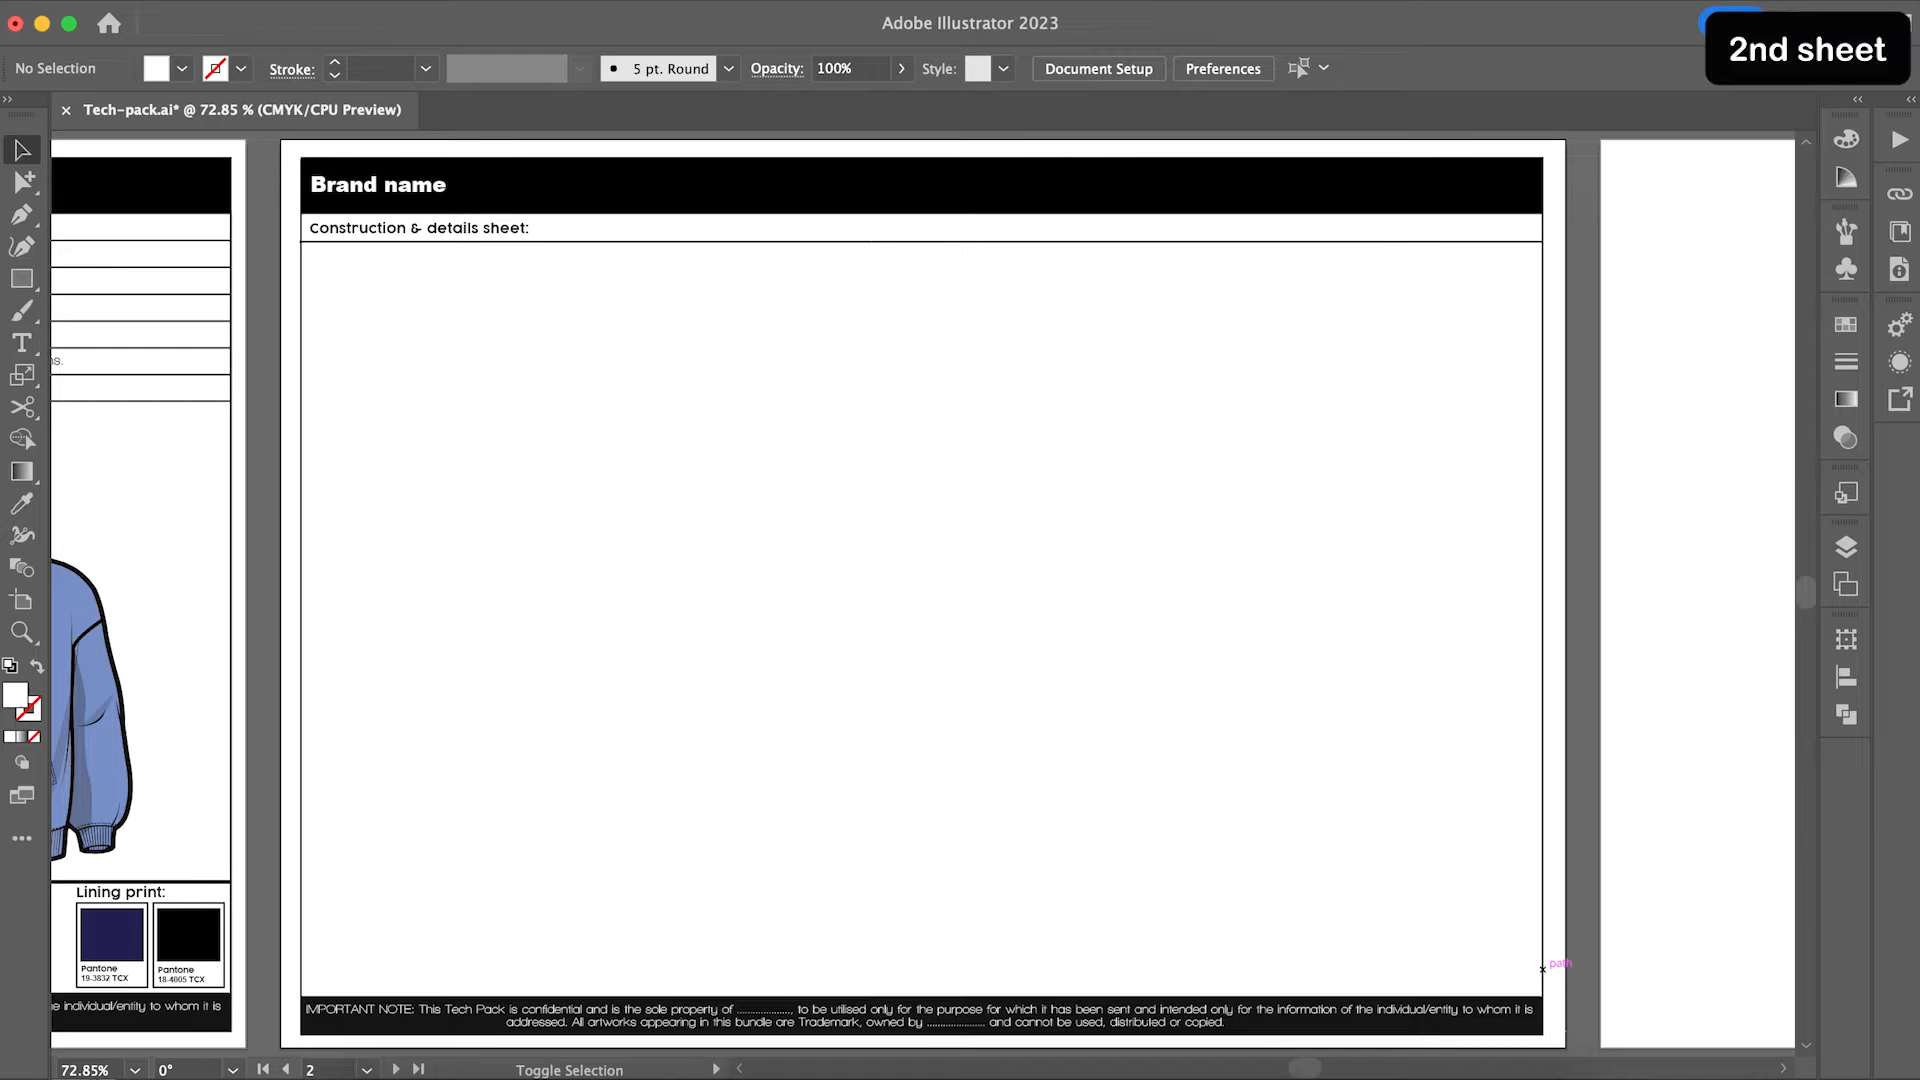 Adobe Illustrator 2023
2nd sheet
No Selection
Stroke:
5 pt. Round
Opacity:
100%
Style:
Document Setup
Preferences
Tech-pack.ai* @ 72.85 % (CMYK/CPU Preview)
Brand name
Construction & details sheet:
Lining print:
Pantone
19-3832 TCX
Pantone
18-4005 TCX
e individual/entity to whom it is
path
IMPORTANT NOTE: This Tech Pack is confidential and is the sole property of ..................., to be utilised only for the purpose for which it has been sent and intended only for the information of the individual/entity to whom it is
addressed. All artworks appearing in this bundle are Trademark, owned by .................... and cannot be used, distributed or copied.
72.85%
0°
2
Toggle Selection